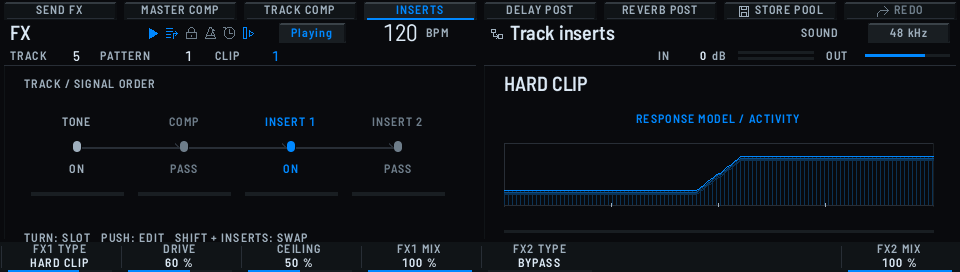 SEND FX MASTER COMP TRACK COMP INSERTS DELAY POST REVERB POST STORE POOL REDO
FX Playing 120 BPM Track inserts SOUND 48 kHz
TRACK 5 PATTERN 1 CLIP 1 IN 0 dB OUT
TRACK / SIGNAL ORDER
HARD CLIP
TONE COMP INSERT 1 INSERT 2
RESPONSE MODEL / ACTIVITY
ON PASS ON PASS
TURN: SLOT PUSH: EDIT SHIFT + INSERTS: SWAP
FX1 TYPE DRIVE CEILING FX1 MIX FX2 TYPE FX2 MIX
HARD CLIP 60 % 50 % 100 % BYPASS 100 %